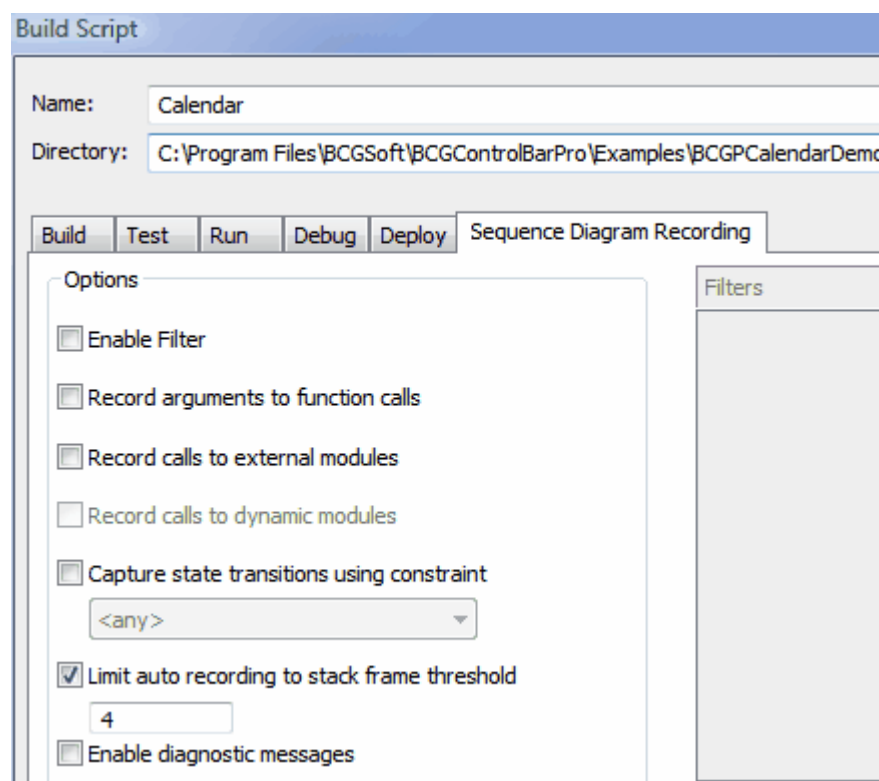 Build Script
Name: Calendar
Directory: C:\Program Files\BCGSoft\BCGControlBarPro\Examples\BCGPCalendarDemo
Build Test Run Debug Deploy Sequence Diagram Recording
Options Filters
Enable Filter
Record arguments to function calls
Record calls to external modules
Record calls to dynamic modules
Capture state transitions using constraint
<any>
Limit auto recording to stack frame threshold
4
Enable diagnostic messages